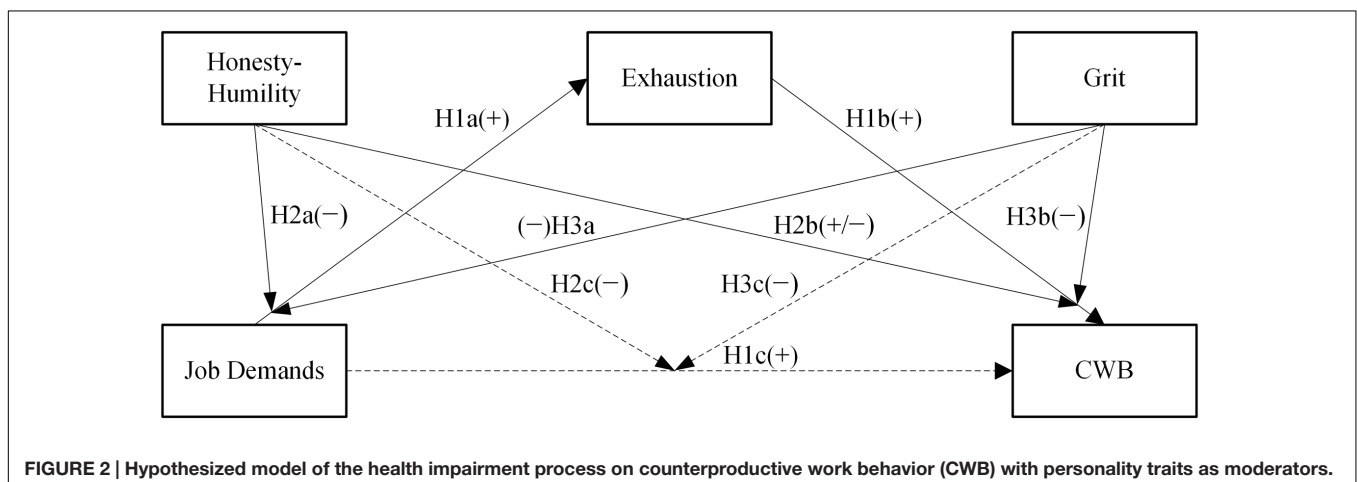 Honesty-
Humility
Exhaustion
Grit
H1a(+)
H1b(+)
H2a(−)
(−)H3a
H2b(+/−)
H3b(−)
H2c(−)
H3c(−)
H1c(+)
Job Demands
CWB
FIGURE 2 | Hypothesized model of the health impairment process on counterproductive work behavior (CWB) with personality traits as moderators.